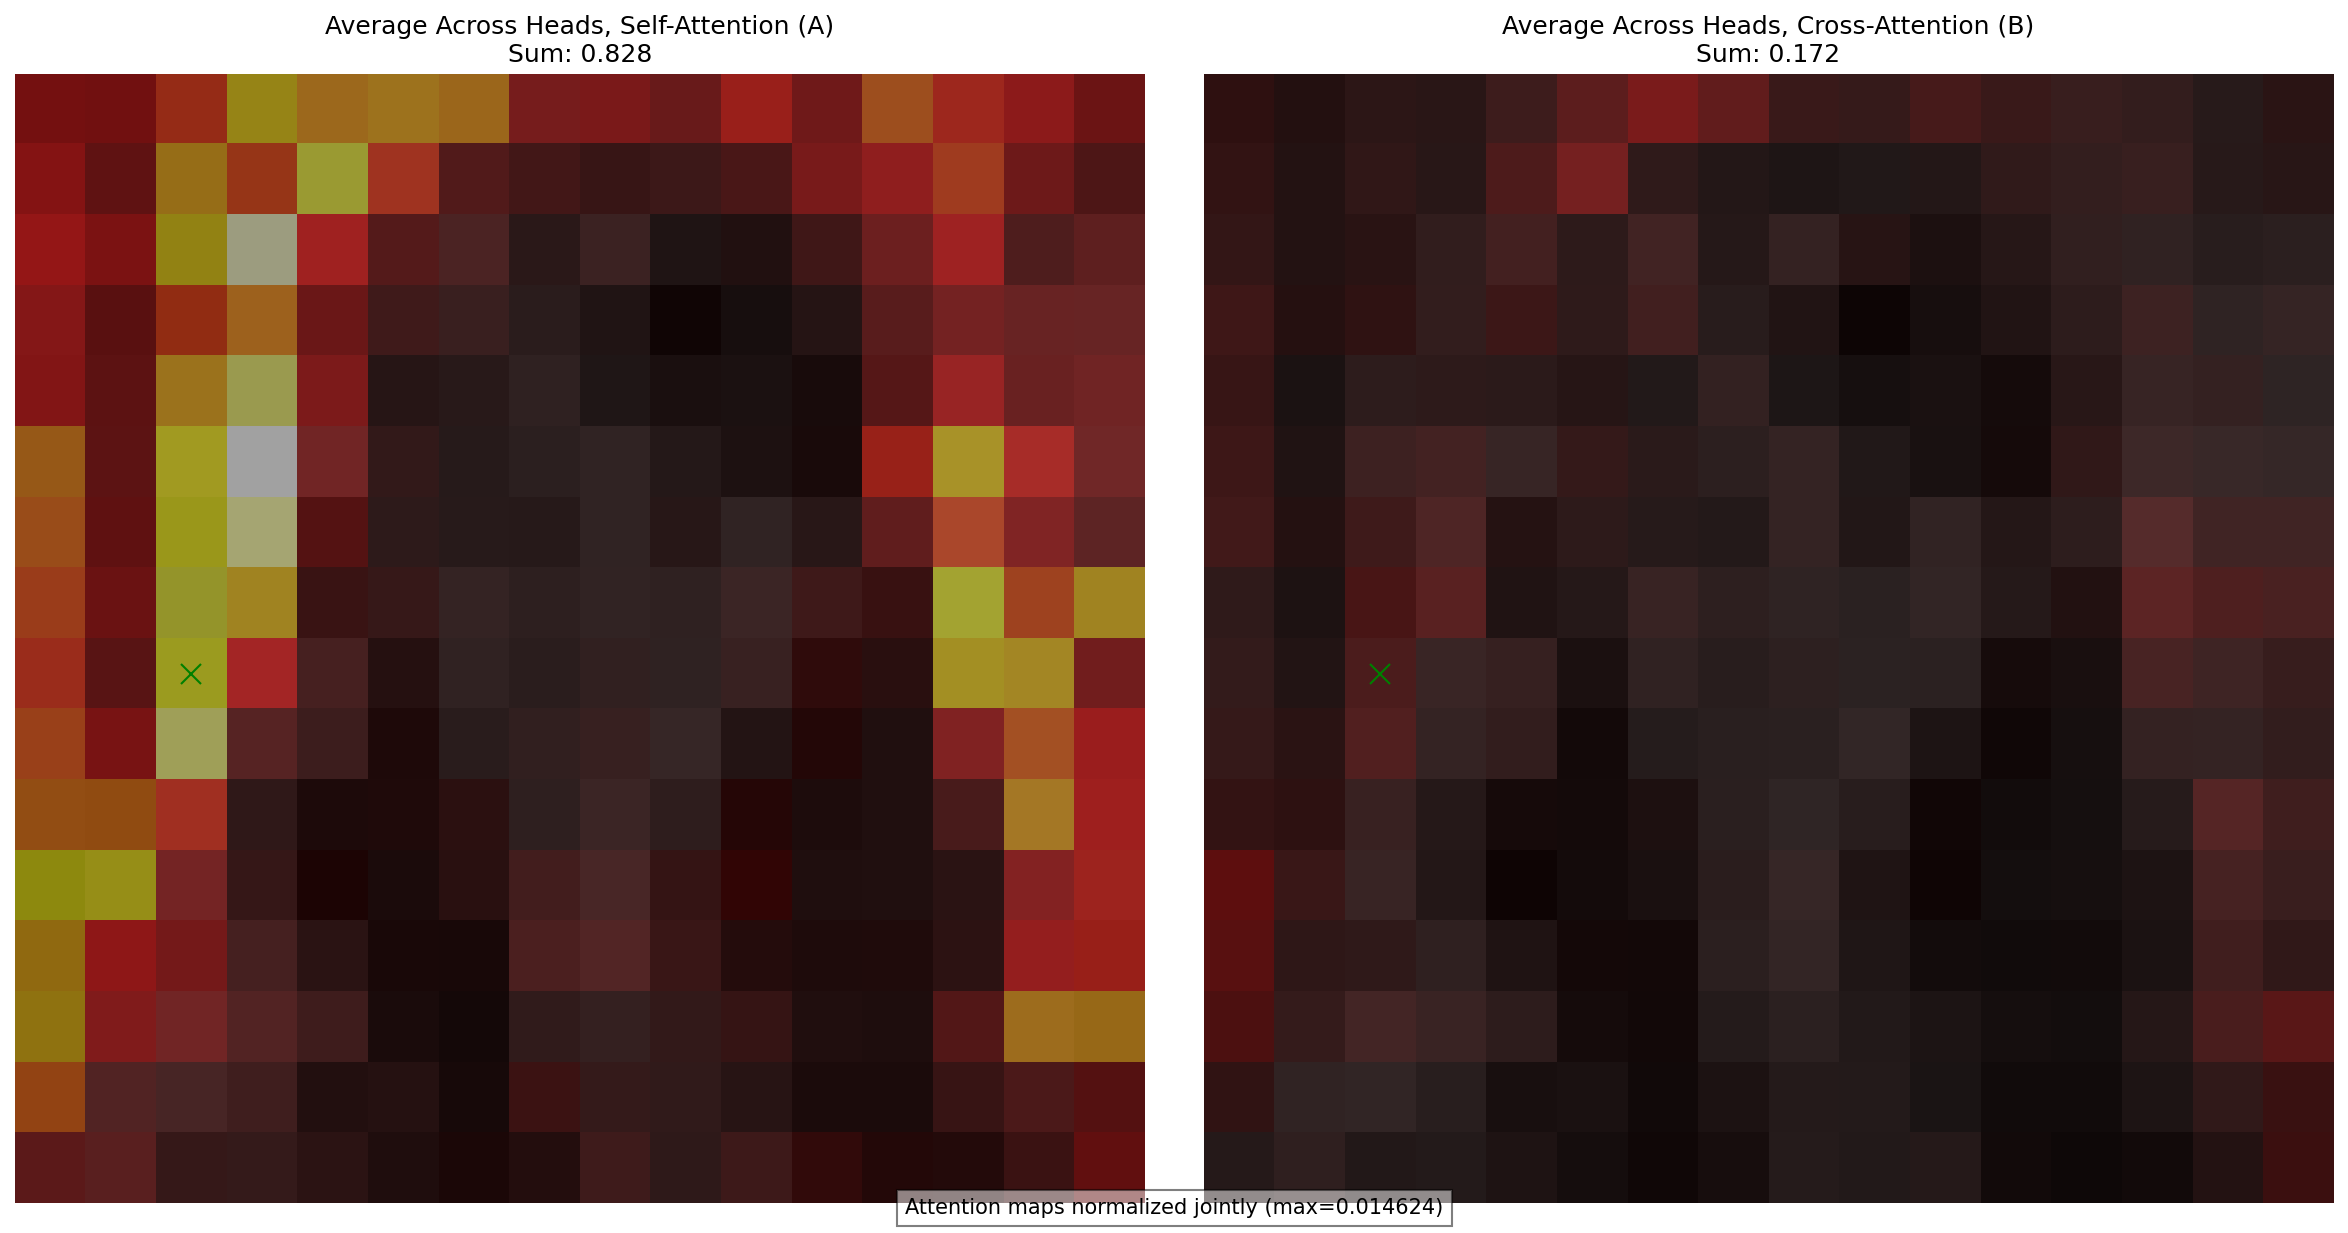 Average Across Heads, Self-Attention (A)
Sum: 0.828
Average Across Heads, Cross-Attention (B)
Sum: 0.172
Attention maps normalized jointly (max=0.014624)